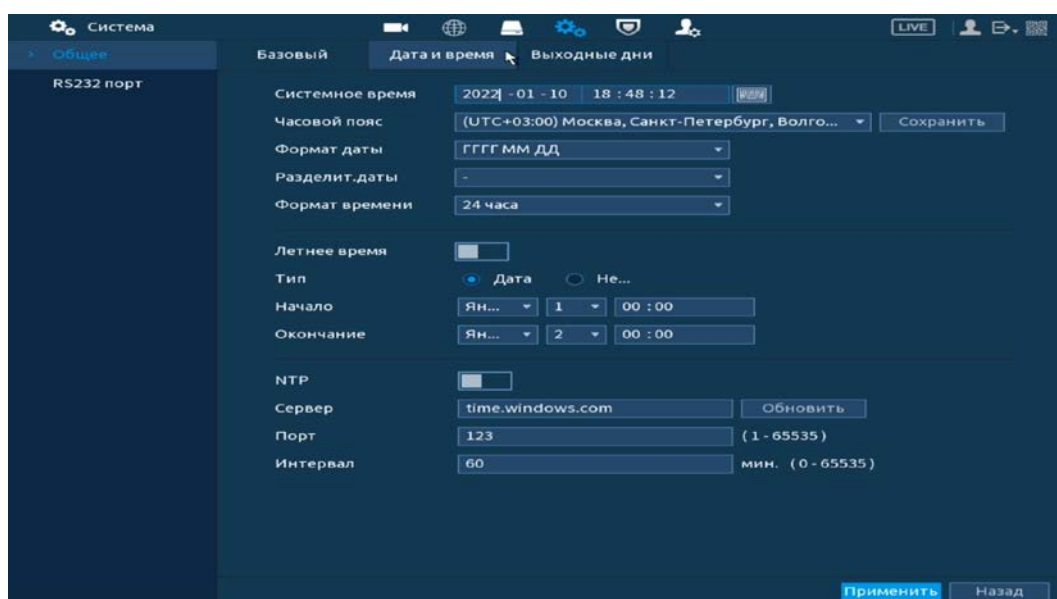 Система LIVE
Общее Базовый Дата и время Выходные дни
RS232 порт
Системное время 2022 - 01 - 10 18 : 48 : 12
Часовой пояс (UTC+03:00) Москва, Санкт-Петербург, Волго... Сохранить
Формат даты ГГГГ ММ ДД
Разделит.даты -
Формат времени 24 часа
Летнее время
Тип Дата Не...
Начало Ян... 1 00 : 00
Окончание Ян... 2 00 : 00
NTP
Сервер time.windows.com Обновить
Порт 123 (1 - 65535)
Интервал 60 мин. (0 - 65535)
Применить Назад